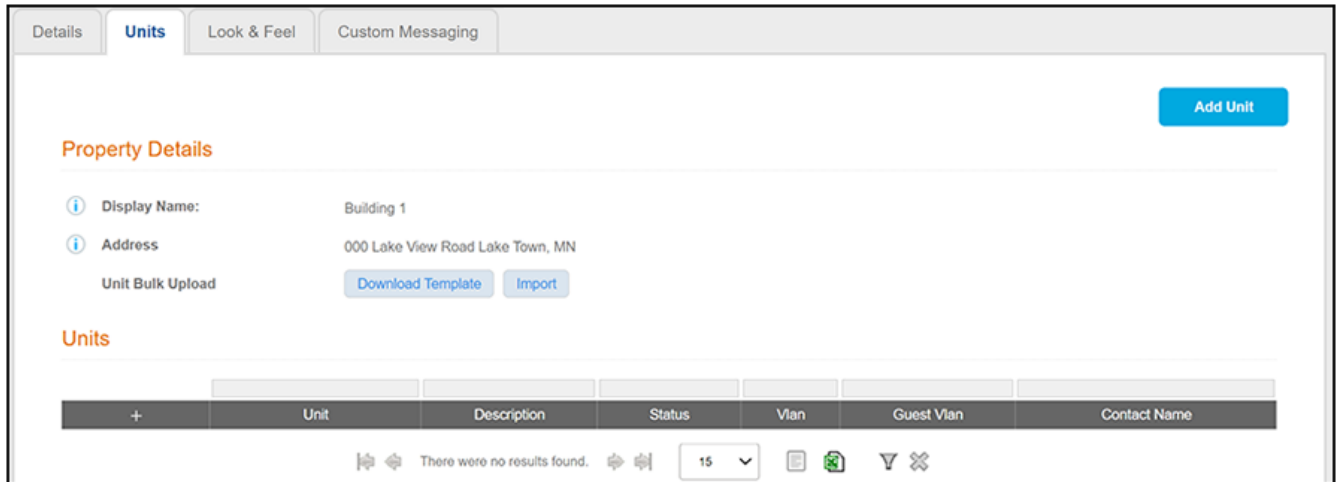 Details Units Look & Feel Custom Messaging
Add Unit
Property Details
Display Name: Building 1
Address 000 Lake View Road Lake Town, MN
Unit Bulk Upload Download Template Import
Units
+ Unit Description Status Vlan Guest Vlan Contact Name
There were no results found. 15